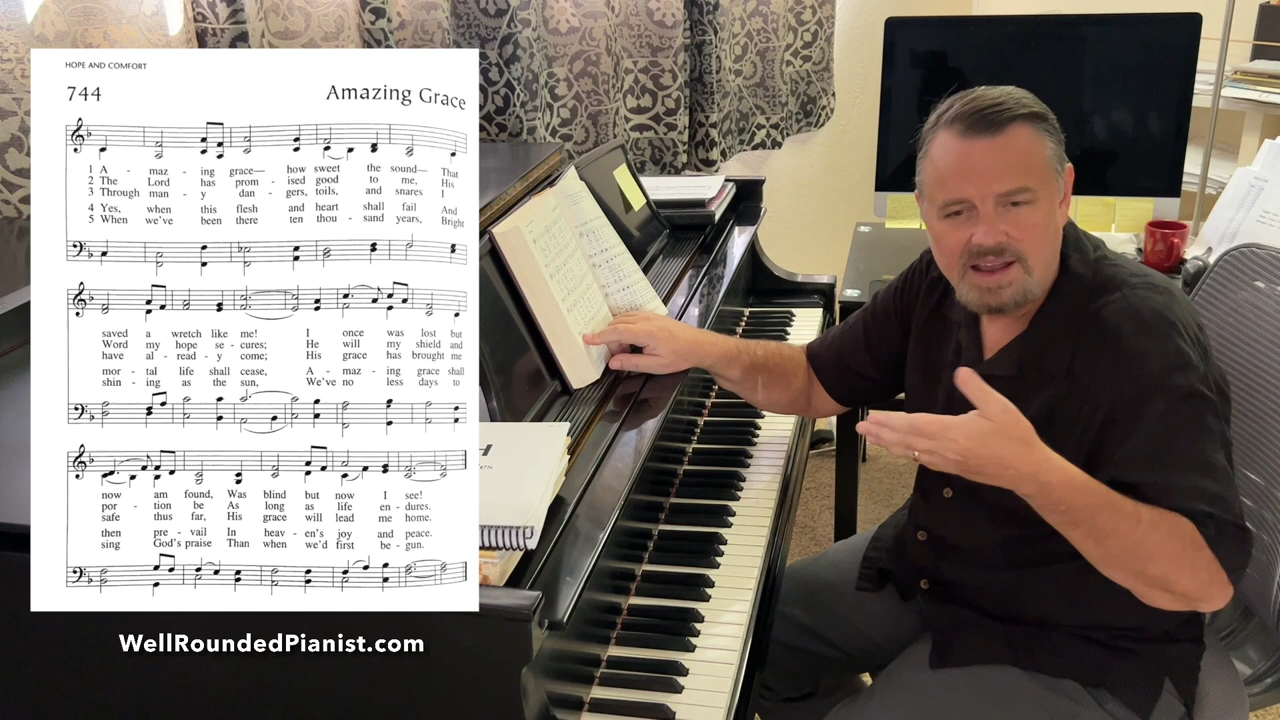 HOPE AND COMFORT
744 Amazing Grace
1 A - maz - ing grace— how sweet the sound— That
2 The Lord has prom - ised good to me, His
3 Through man - y dan - gers, toils, and snares I
4 Yes, when this flesh and heart shall fail And
5 When we've been there ten thou - sand years, Bright
saved a wretch like me! I once was lost but
Word my hope se - cures; He will my shield and
have al - read - y come; His grace has brought me
mor - tal life shall cease, A - maz - ing grace shall
shin - ing as the sun, We've no less days to
now am found, Was blind but now I see!
por - tion be As long as life en - dures.
safe thus far, His grace will lead me home.
then pre - vail In heav - en's joy and peace.
sing God's praise Than when we'd first be - gun.
WellRoundedPianist.com